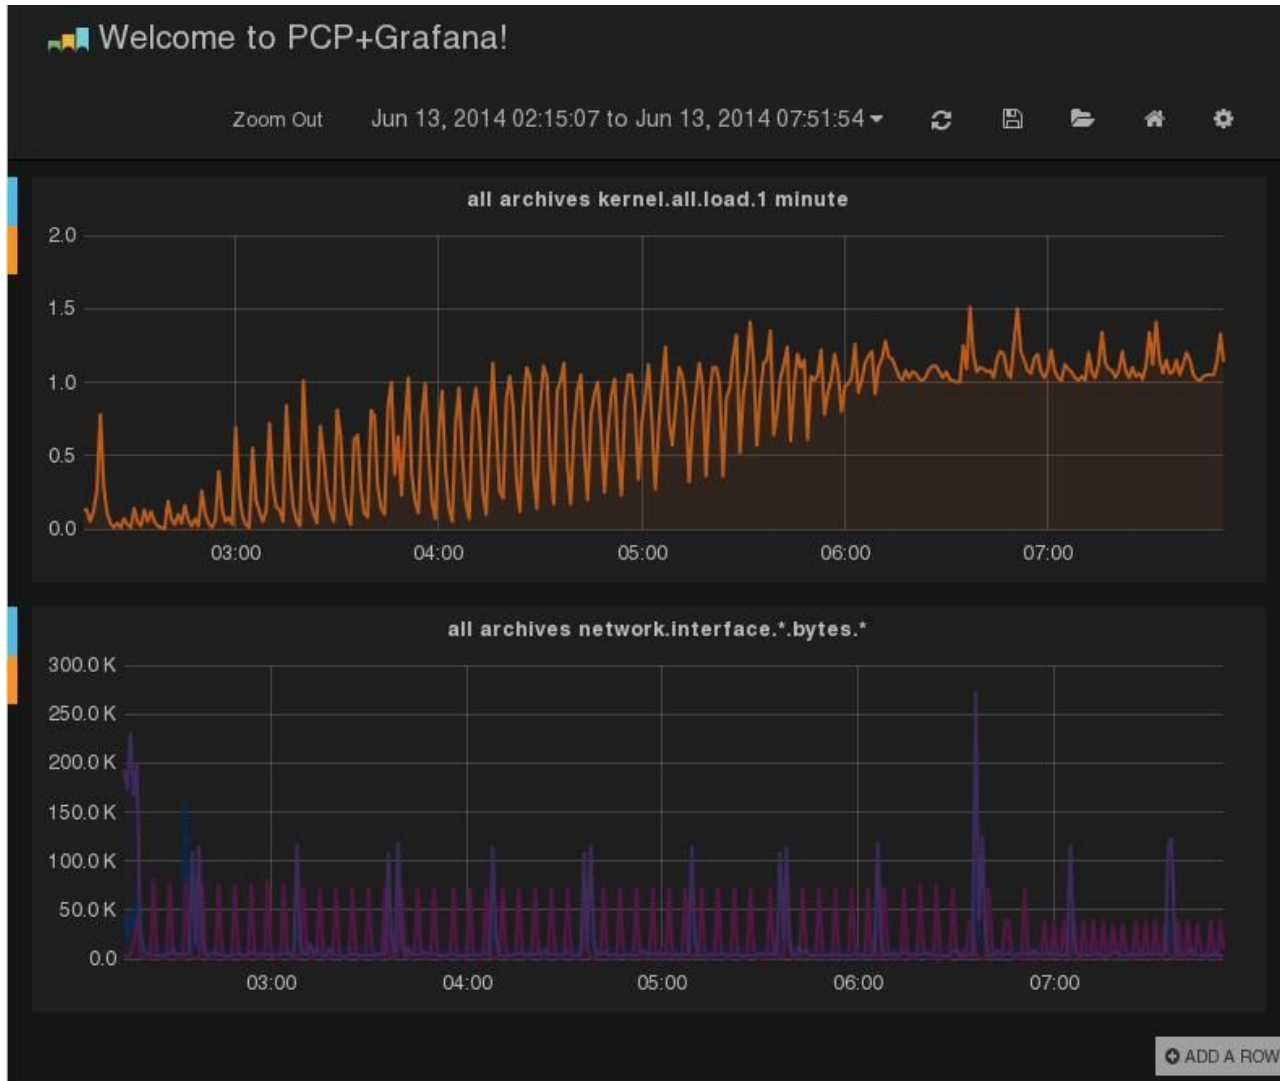 Welcome to PCP+Grafana!
Zoom Out Jun 13, 2014 02:15:07 to Jun 13, 2014 07:51:54
all archives kernel.all.load.1 minute
2.0
1.5
1.0
0.5
0.0
03:00 04:00 05:00 06:00 07:00
all archives network.interface.*.bytes.*
300.0 K
250.0 K
200.0 K
150.0 K
100.0 K
50.0 K
0.0
03:00 04:00 05:00 06:00 07:00
ADD A ROW